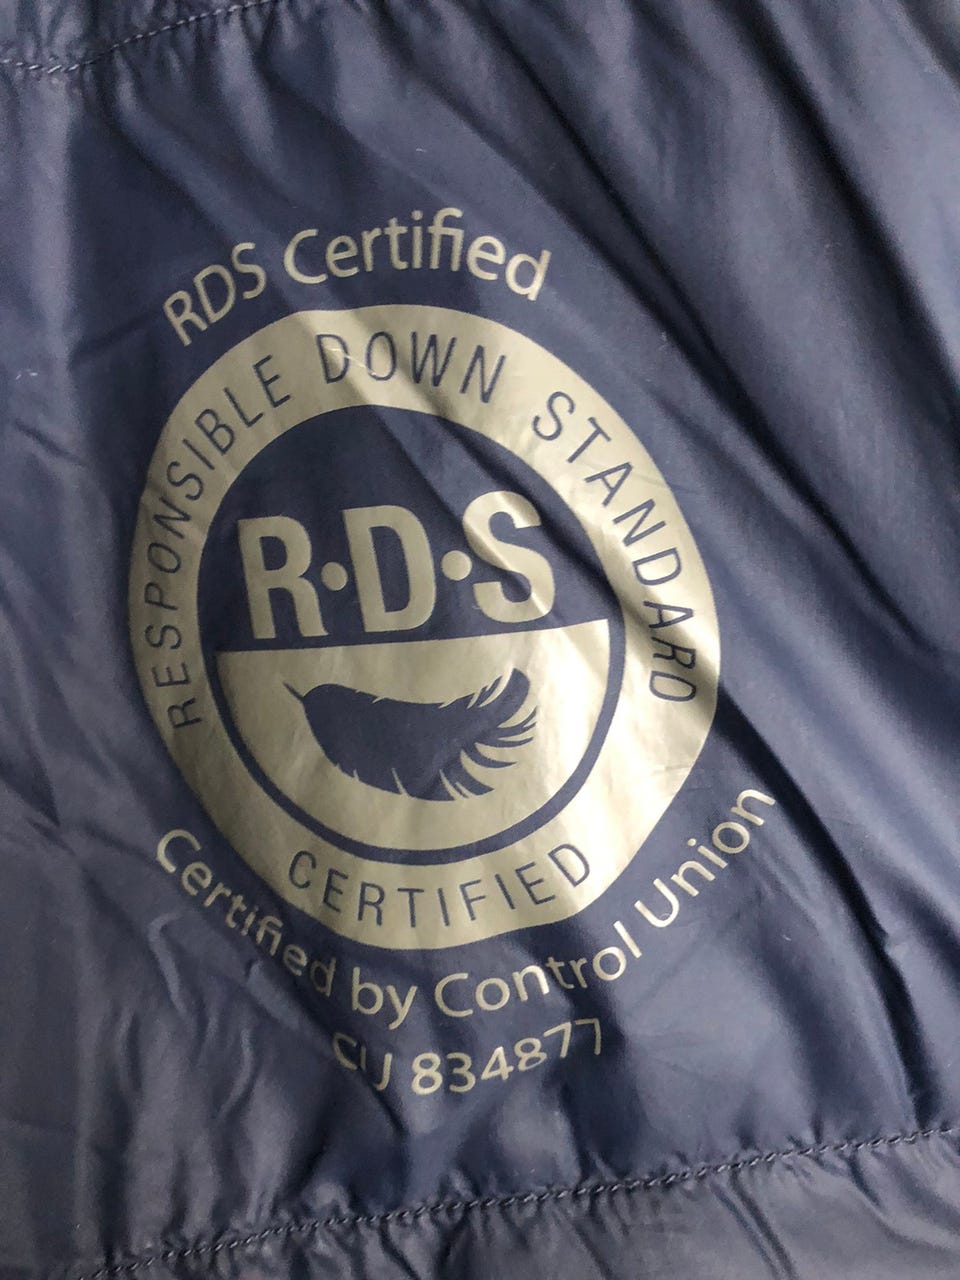 RDS Certified
RESPONSIBLE DOWN STANDARD
R·D·S
CERTIFIED
Certified by Control Union
CU 834877